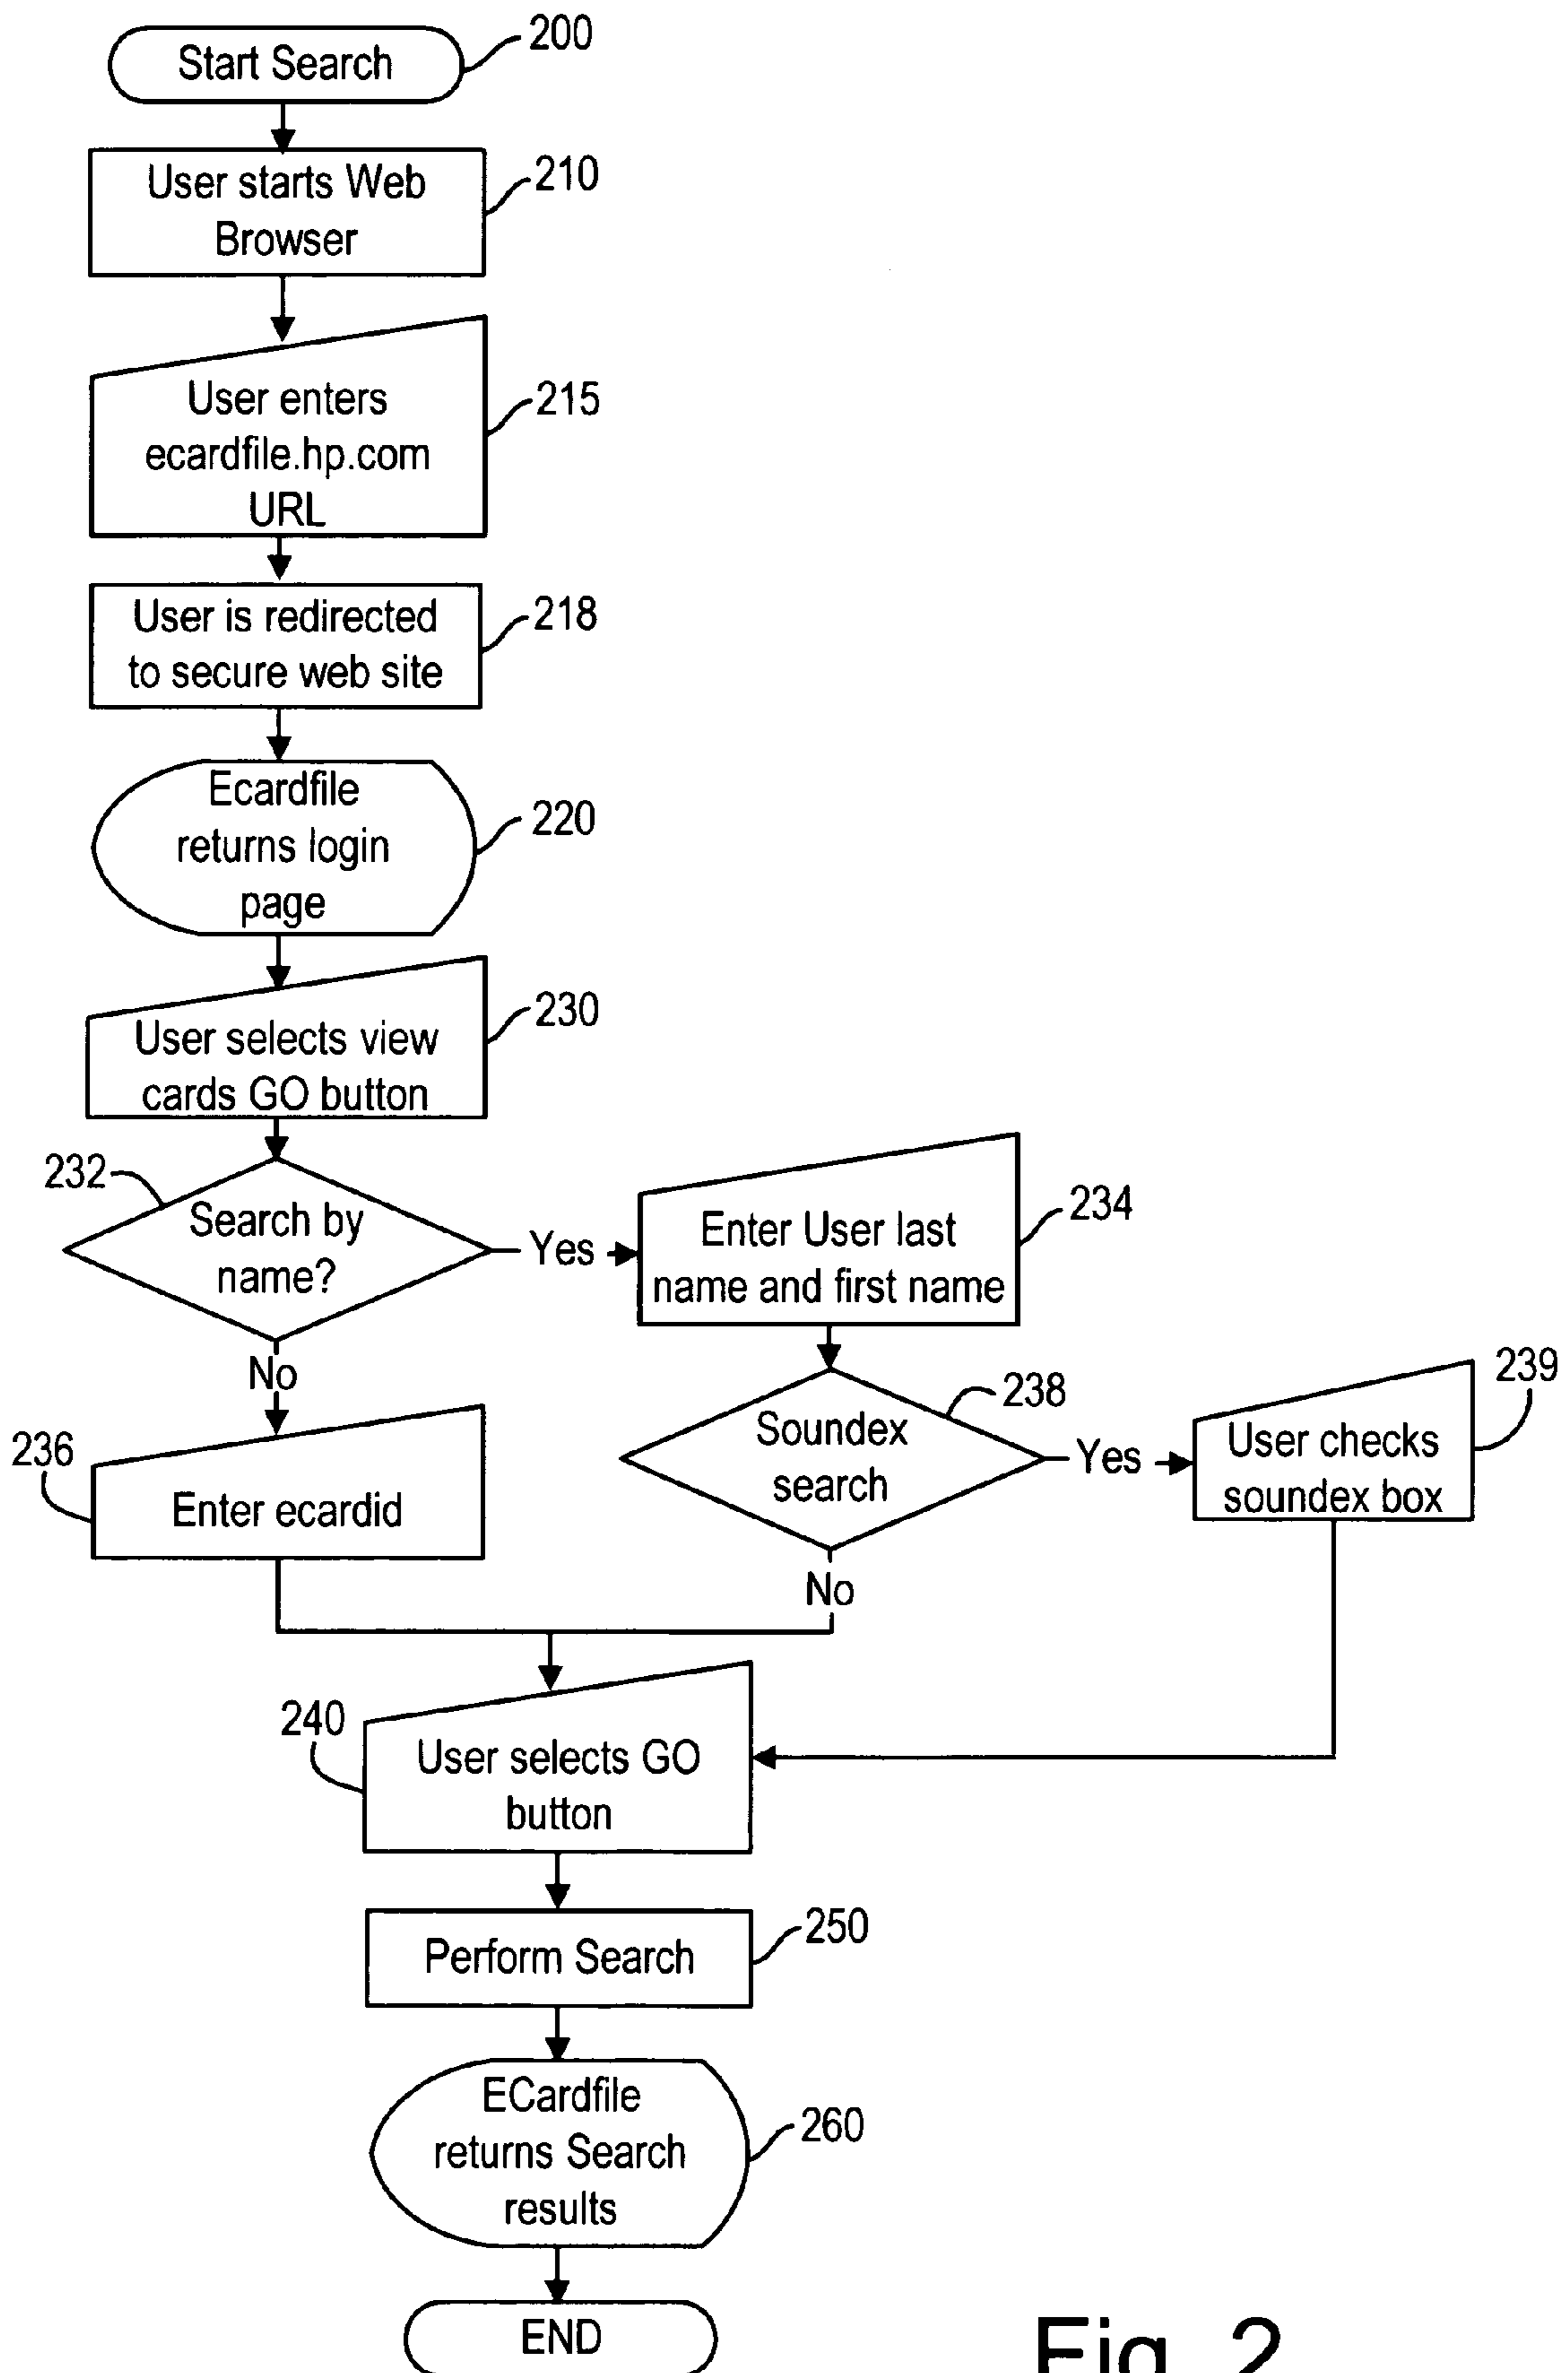 Start Search
200
User starts Web
Browser
210
User enters
ecardfile.hp.com
URL
215
User is redirected
to secure web site
218
Ecardfile
returns login
page
220
User selects view
cards GO button
230
232
Search by
name?
Yes
Enter User last
name and first name
234
No
236
Enter ecardid
Soundex
search
238
Yes
User checks
soundex box
239
No
240
User selects GO
button
Perform Search
250
ECardfile
returns Search
results
260
END
Fig. 2